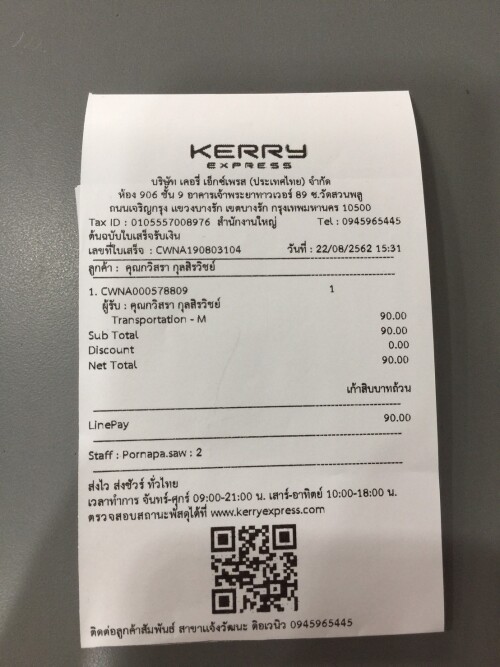 KERRY
EXPRESS
บริษัท เคอรี่ เอ็กซ์เพรส (ประเทศไทย) จำกัด
ห้อง 906 ชั้น 9 อาคารเจ้าพระยาทาวเวอร์ 89 ซ.วัดสวนพลู
ถนนเจริญกรุง แขวงบางรัก เขตบางรัก กรุงเทพมหานคร 10500
Tax ID : 0105557008976 สำนักงานใหญ่ Tel : 0945965445
ต้นฉบับใบเสร็จรับเงิน
เลขที่ใบเสร็จ : CWNA190803104 วันที่ : 22/08/2562 15:31
ลูกค้า : คุณกวิสรา กุลสิรวิชย์
1. CWNA000578809 1
ผู้รับ : คุณกวิสรา กุลสิรวิชย์
Transportation - M 90.00
Sub Total 90.00
Discount 0.00
Net Total 90.00
เก้าสิบบาทถ้วน
LinePay 90.00
Staff : Pornapa.saw : 2
ส่งไว ส่งชัวร์ ทั่วไทย
เวลาทำการ จันทร์-ศุกร์ 09:00-21:00 น. เสาร์-อาทิตย์ 10:00-18:00 น.
ตรวจสอบสถานะพัสดุได้ที่ www.kerryexpress.com
ติดต่อลูกค้าสัมพันธ์ สาขาแจ้งวัฒนะ ดิอเวนิว 0945965445